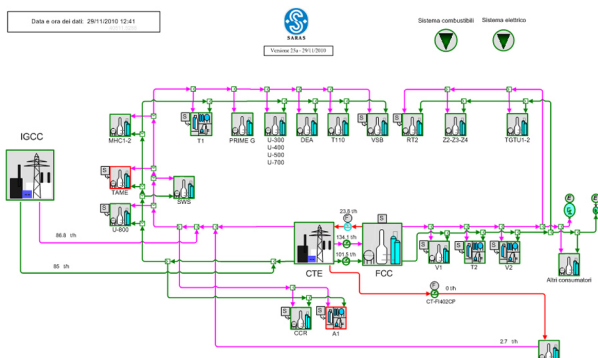 Data e ora dei dati: 29/11/2010 12:41
SARAS
Versione 25a - 29/11/2010
Sistema combustibili
Sistema elettrico
IGCC
MHC1-2
S
T1
PRIME G
U-300
U-400
U-500
U-700
DEA
T110
S
VSB
S
RT2
Z2-Z3-Z4
TGTU1-2
S
TAME
SWS
U-800
E
E
88.8 t/h
85 t/h
23,8 t/h
F
134,1 t/h
101,5 t/h
CTE
S
FCC
S
V1
S
T2
S
V2
Altri consumatori
F
0 t/h
CT-FI402CP
S
CCR
S
A1
2.7 t/h